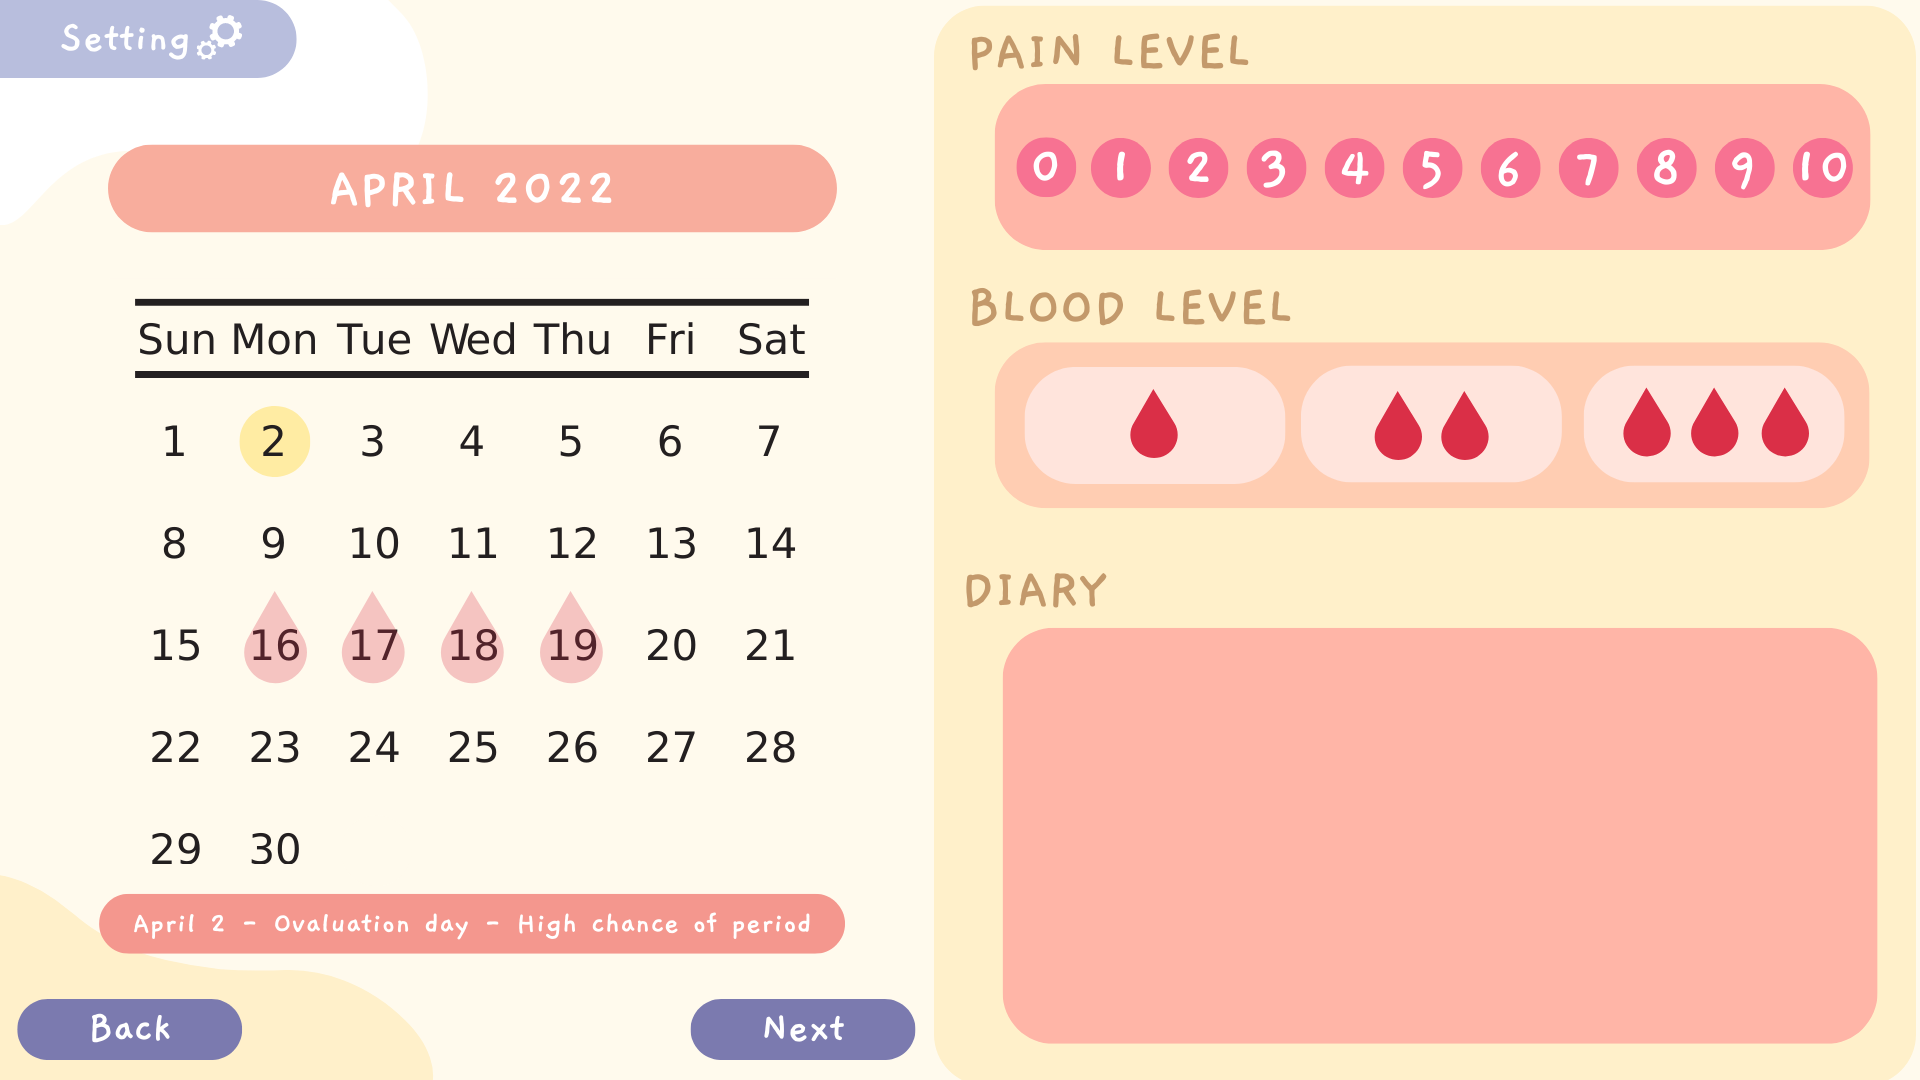 Setting
APRIL 2022
Sun Mon Tue Wed Thu Fri Sat
1 2 3 4 5 6 7
8 9 10 11 12 13 14
15 16 17 18 19 20 21
22 23 24 25 26 27 28
29 30
April 2 - Ovaluation day - High chance of period
Back
Next
PAIN LEVEL
0 1 2 3 4 5 6 7 8 9 10
BLOOD LEVEL
DIARY